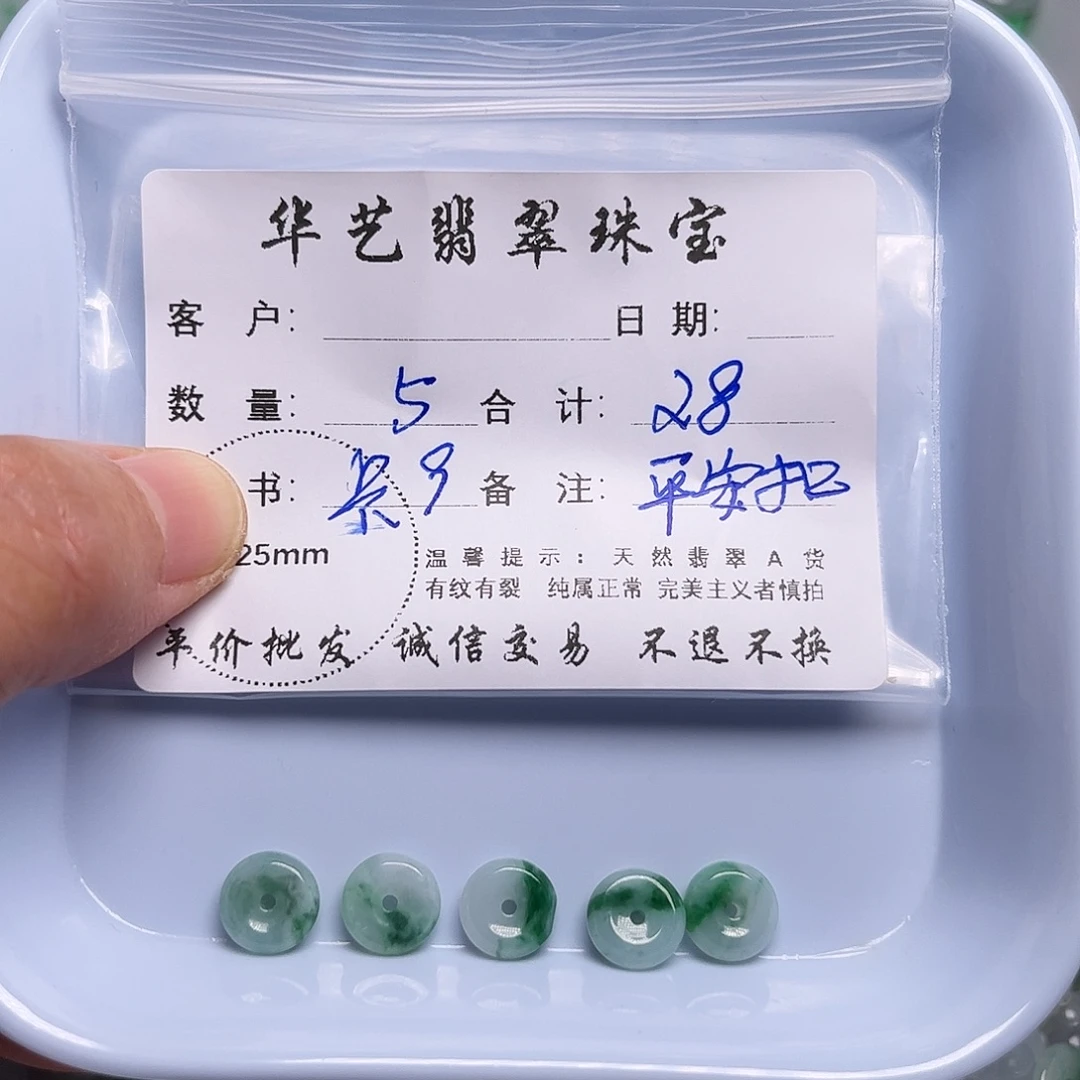 华艺翡翠珠宝
客户： 日期：
数量： 5 合计： 28
书： 9 备注： 平安扣
25mm
温馨提示：天然翡翠A货
有纹有裂 纯属正常 完美主义者慎拍
平价批发 诚信交易 不退不换